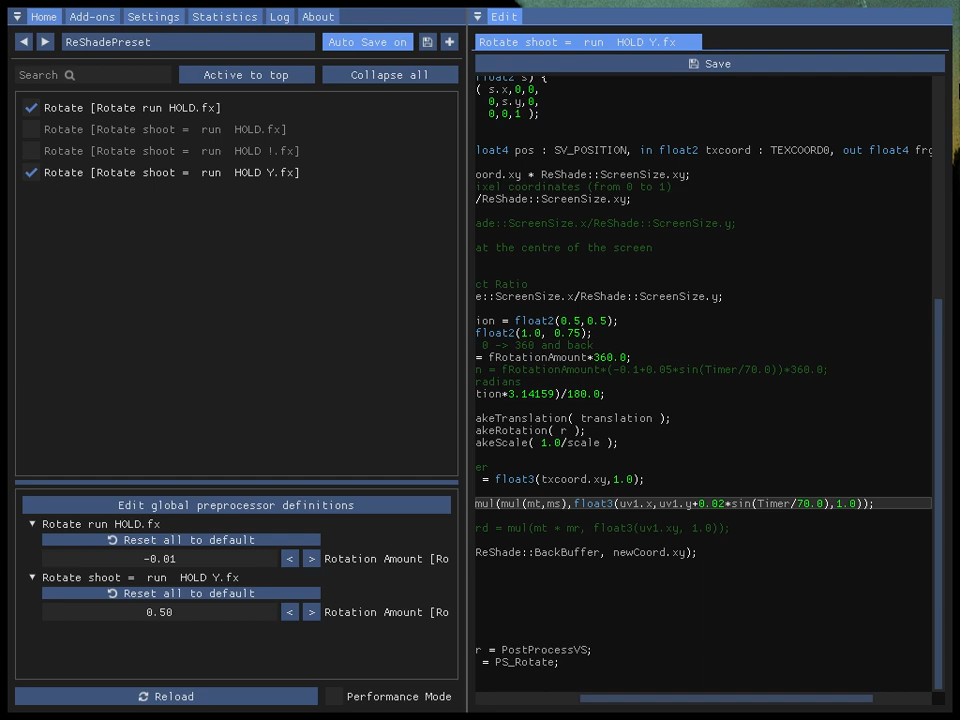 Home Add-ons Settings Statistics Log About
ReShadePreset Auto Save on
Search Active to top Collapse all
Rotate [Rotate run HOLD.fx]
Rotate [Rotate shoot = run HOLD.fx]
Rotate [Rotate shoot = run HOLD !.fx]
Rotate [Rotate shoot = run HOLD Y.fx]
Edit global preprocessor definitions
Rotate run HOLD.fx
Reset all to default
-0.01 < > Rotation Amount [Ro
Rotate shoot = run HOLD Y.fx
Reset all to default
0.50 < > Rotation Amount [Ro
Reload Performance Mode
Edit
Rotate shoot = run HOLD Y.fx
Save
float2 s) {
( s.x,0,0,
0,s.y,0,
0,0,1 );
loat4 pos : SV_POSITION, in float2 txcoord : TEXCOORD0, out float4 frg
oord.xy * ReShade::ScreenSize.xy;
ixel coordinates (from 0 to 1)
/ReShade::ScreenSize.xy;
ade::ScreenSize.x/ReShade::ScreenSize.y;
at the centre of the screen
ct Ratio
e::ScreenSize.x/ReShade::ScreenSize.y;
ion = float2(0.5,0.5);
float2(1.0, 0.75);
0 -> 360 and back
= fRotationAmount*360.0;
n = fRotationAmount*(-0.1+0.05*sin(Timer/70.0))*360.0;
radians
tion*3.14159)/180.0;
akeTranslation( translation );
akeRotation( r );
akeScale( 1.0/scale );
er
= float3(txcoord.xy,1.0);
mul(mul(mt,ms),float3(uv1.x,uv1.y+0.02*sin(Timer/70.0),1.0));
rd = mul(mt * mr, float3(uv1.xy, 1.0));
ReShade::BackBuffer, newCoord.xy);
r = PostProcessVS;
= PS_Rotate;